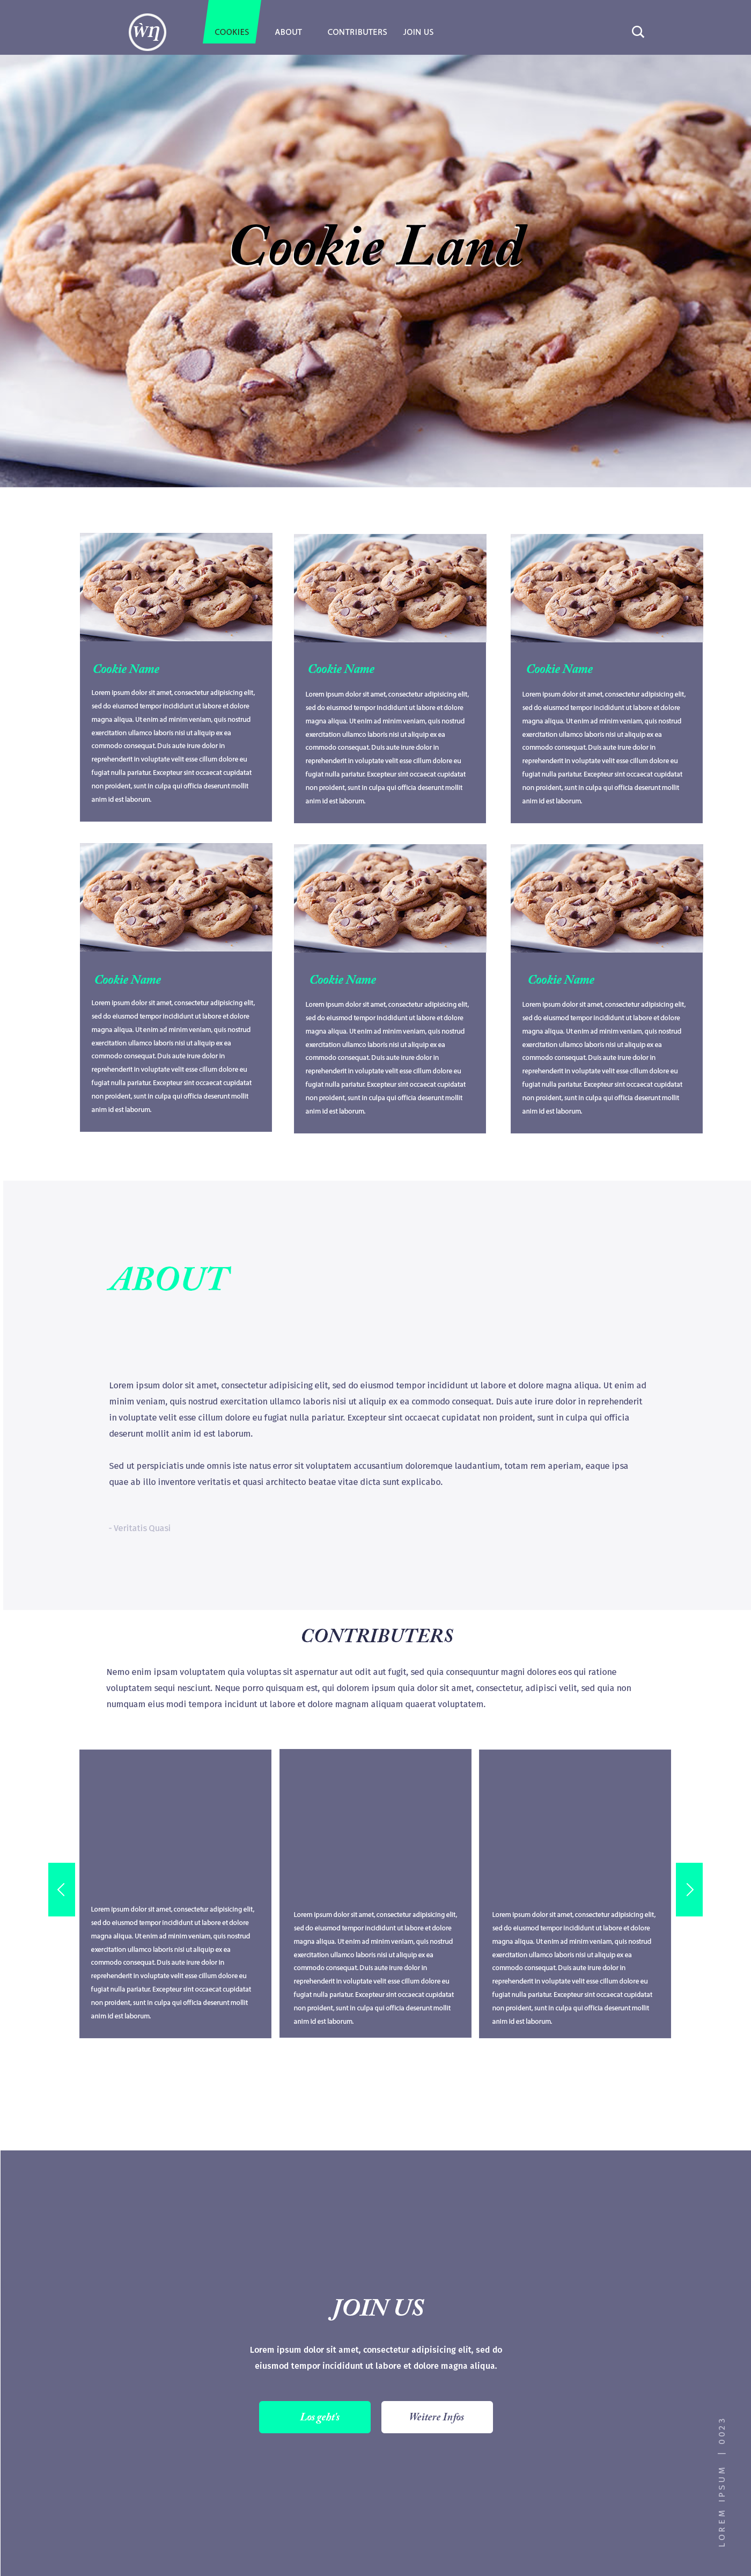 ẁη
COOKIES
ABOUT
CONTRIBUTERS
JOIN US
Cookie Land
Cookie Name
Lorem ipsum dolor sit amet, consectetur adipisicing elit,
sed do eiusmod tempor incididunt ut labore et dolore
magna aliqua. Ut enim ad minim veniam, quis nostrud
exercitation ullamco laboris nisi ut aliquip ex ea
commodo consequat. Duis aute irure dolor in
reprehenderit in voluptate velit esse cillum dolore eu
fugiat nulla pariatur. Excepteur sint occaecat cupidatat
non proident, sunt in culpa qui officia deserunt mollit
anim id est laborum.
Cookie Name
Lorem ipsum dolor sit amet, consectetur adipisicing elit,
sed do eiusmod tempor incididunt ut labore et dolore
magna aliqua. Ut enim ad minim veniam, quis nostrud
exercitation ullamco laboris nisi ut aliquip ex ea
commodo consequat. Duis aute irure dolor in
reprehenderit in voluptate velit esse cillum dolore eu
fugiat nulla pariatur. Excepteur sint occaecat cupidatat
non proident, sunt in culpa qui officia deserunt mollit
anim id est laborum.
Cookie Name
Lorem ipsum dolor sit amet, consectetur adipisicing elit,
sed do eiusmod tempor incididunt ut labore et dolore
magna aliqua. Ut enim ad minim veniam, quis nostrud
exercitation ullamco laboris nisi ut aliquip ex ea
commodo consequat. Duis aute irure dolor in
reprehenderit in voluptate velit esse cillum dolore eu
fugiat nulla pariatur. Excepteur sint occaecat cupidatat
non proident, sunt in culpa qui officia deserunt mollit
anim id est laborum.
Cookie Name
Lorem ipsum dolor sit amet, consectetur adipisicing elit,
sed do eiusmod tempor incididunt ut labore et dolore
magna aliqua. Ut enim ad minim veniam, quis nostrud
exercitation ullamco laboris nisi ut aliquip ex ea
commodo consequat. Duis aute irure dolor in
reprehenderit in voluptate velit esse cillum dolore eu
fugiat nulla pariatur. Excepteur sint occaecat cupidatat
non proident, sunt in culpa qui officia deserunt mollit
anim id est laborum.
Cookie Name
Lorem ipsum dolor sit amet, consectetur adipisicing elit,
sed do eiusmod tempor incididunt ut labore et dolore
magna aliqua. Ut enim ad minim veniam, quis nostrud
exercitation ullamco laboris nisi ut aliquip ex ea
commodo consequat. Duis aute irure dolor in
reprehenderit in voluptate velit esse cillum dolore eu
fugiat nulla pariatur. Excepteur sint occaecat cupidatat
non proident, sunt in culpa qui officia deserunt mollit
anim id est laborum.
Cookie Name
Lorem ipsum dolor sit amet, consectetur adipisicing elit,
sed do eiusmod tempor incididunt ut labore et dolore
magna aliqua. Ut enim ad minim veniam, quis nostrud
exercitation ullamco laboris nisi ut aliquip ex ea
commodo consequat. Duis aute irure dolor in
reprehenderit in voluptate velit esse cillum dolore eu
fugiat nulla pariatur. Excepteur sint occaecat cupidatat
non proident, sunt in culpa qui officia deserunt mollit
anim id est laborum.
ABOUT
Lorem ipsum dolor sit amet, consectetur adipisicing elit, sed do eiusmod tempor incididunt ut labore et dolore magna aliqua. Ut enim ad
minim veniam, quis nostrud exercitation ullamco laboris nisi ut aliquip ex ea commodo consequat. Duis aute irure dolor in reprehenderit
in voluptate velit esse cillum dolore eu fugiat nulla pariatur. Excepteur sint occaecat cupidatat non proident, sunt in culpa qui officia
deserunt mollit anim id est laborum.
Sed ut perspiciatis unde omnis iste natus error sit voluptatem accusantium doloremque laudantium, totam rem aperiam, eaque ipsa
quae ab illo inventore veritatis et quasi architecto beatae vitae dicta sunt explicabo.
- Veritatis Quasi
CONTRIBUTERS
Nemo enim ipsam voluptatem quia voluptas sit aspernatur aut odit aut fugit, sed quia consequuntur magni dolores eos qui ratione
voluptatem sequi nesciunt. Neque porro quisquam est, qui dolorem ipsum quia dolor sit amet, consectetur, adipisci velit, sed quia non
numquam eius modi tempora incidunt ut labore et dolore magnam aliquam quaerat voluptatem.
Lorem ipsum dolor sit amet, consectetur adipisicing elit,
sed do eiusmod tempor incididunt ut labore et dolore
magna aliqua. Ut enim ad minim veniam, quis nostrud
exercitation ullamco laboris nisi ut aliquip ex ea
commodo consequat. Duis aute irure dolor in
reprehenderit in voluptate velit esse cillum dolore eu
fugiat nulla pariatur. Excepteur sint occaecat cupidatat
non proident, sunt in culpa qui officia deserunt mollit
anim id est laborum.
Lorem ipsum dolor sit amet, consectetur adipisicing elit,
sed do eiusmod tempor incididunt ut labore et dolore
magna aliqua. Ut enim ad minim veniam, quis nostrud
exercitation ullamco laboris nisi ut aliquip ex ea
commodo consequat. Duis aute irure dolor in
reprehenderit in voluptate velit esse cillum dolore eu
fugiat nulla pariatur. Excepteur sint occaecat cupidatat
non proident, sunt in culpa qui officia deserunt mollit
anim id est laborum.
Lorem ipsum dolor sit amet, consectetur adipisicing elit,
sed do eiusmod tempor incididunt ut labore et dolore
magna aliqua. Ut enim ad minim veniam, quis nostrud
exercitation ullamco laboris nisi ut aliquip ex ea
commodo consequat. Duis aute irure dolor in
reprehenderit in voluptate velit esse cillum dolore eu
fugiat nulla pariatur. Excepteur sint occaecat cupidatat
non proident, sunt in culpa qui officia deserunt mollit
anim id est laborum.
JOIN US
Lorem ipsum dolor sit amet, consectetur adipisicing elit, sed do
eiusmod tempor incididunt ut labore et dolore magna aliqua.
Los geht's
Weitere Infos
LOREM IPSUM | 0023